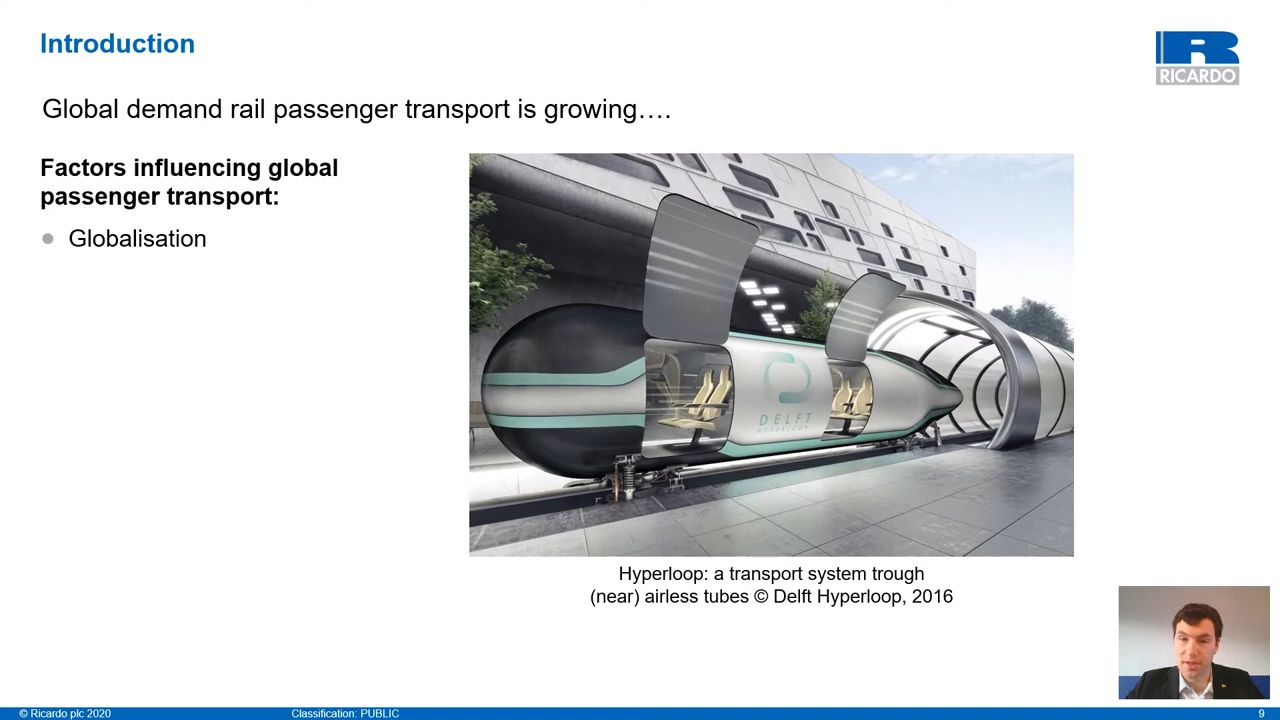 Introduction
RICARDO
Global demand rail passenger transport is growing….
Factors influencing global
passenger transport:
Globalisation
DELFT
HYPERLOOP
Hyperloop: a transport system trough
(near) airless tubes © Delft Hyperloop, 2016
© Ricardo plc 2020
Classification: PUBLIC
9